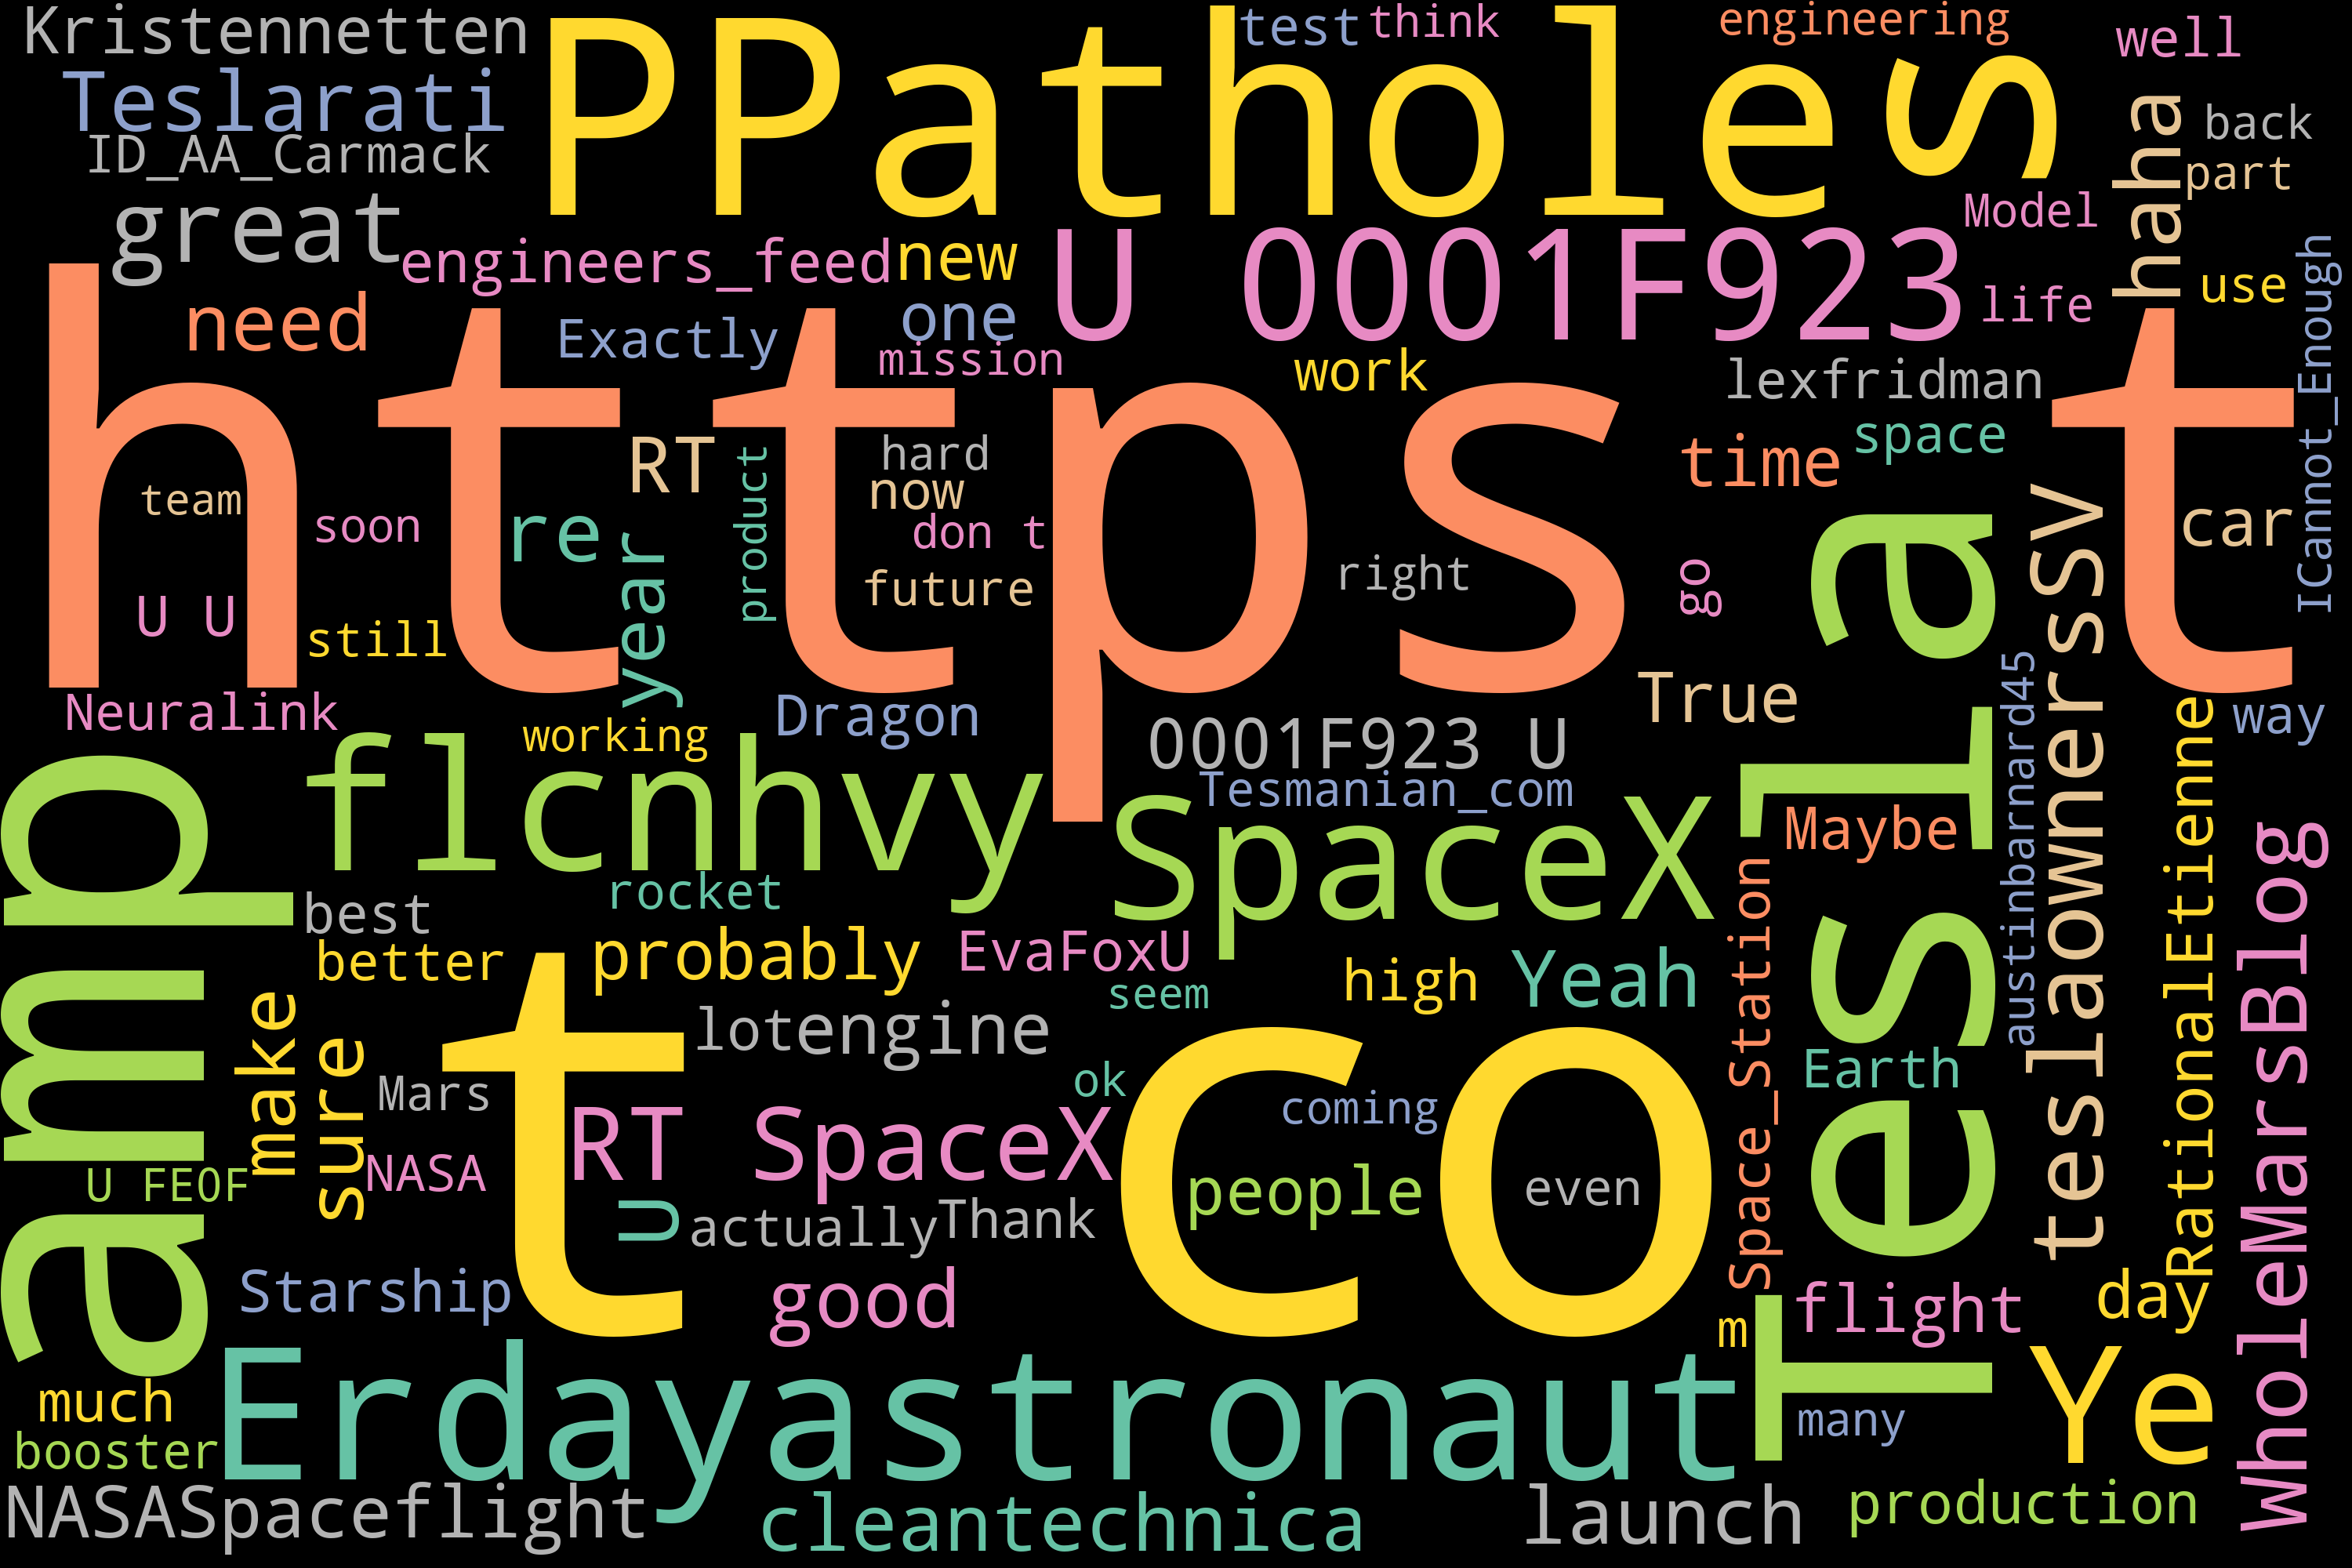 Kristennetten
PPatholes
test
think
engineering
well
Teslarati
haha
back
ID_AA_Carmack
part
great
Model
engineers_feed
new
U 0001F923
life
use
ICannot_Enough
need
Exactly
one
mission
work
lexfridman
https t
RT
hard
time
space
team
now
car
soon
re
year
product
don t
future
right
go
Tesla
teslaownersSV
U U
still
Neuralink
Dragon
True
austinbarnard45
way
working
0001F923 U
RationalEtienne
amp
flcnhvy
Tesmanian_com
SpaceX
Maybe
WholeMarsBlog
rocket
best
better
probably
EvaFoxU
high
Yeah
Space_Station
seem
t co
make
sure
lot
engine
Earth
Mars
ok
coming
NASA
RT SpaceX
U FE0F
people
even
U
actually
Thank
Starship
good
m
flight
day
much
Erdayastronaut
Ye
many
booster
NASASpaceflight
cleantechnica
launch
production